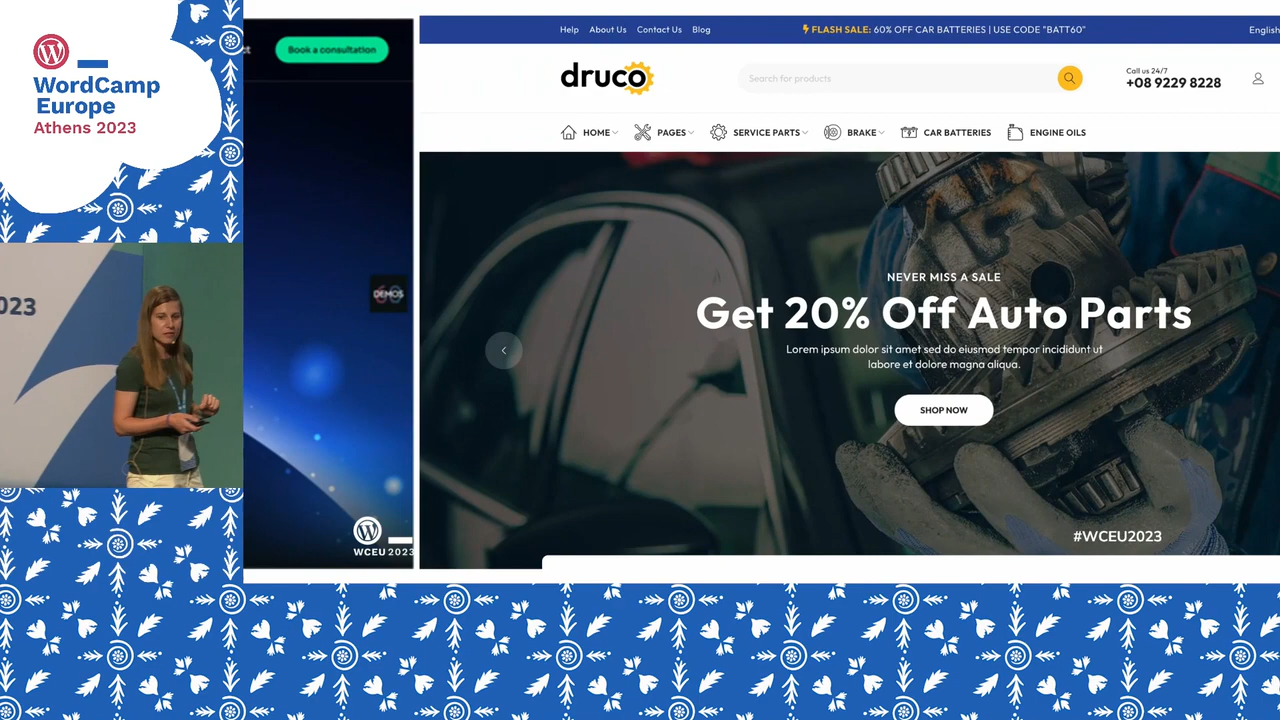 WordCamp
Europe
Athens 2023
023
Book a consultation
DEMOS
WCEU 2023
Help About Us Contact Us Blog
FLASH SALE: 60% OFF CAR BATTERIES | USE CODE "BATT60"
English
druco
Search for products
Call us 24/7
+08 9229 8228
HOME PAGES SERVICE PARTS BRAKE CAR BATTERIES ENGINE OILS
NEVER MISS A SALE
Get 20% Off Auto Parts
Lorem ipsum dolor sit amet sed do eiusmod tempor incididunt ut
labore et dolore magna aliqua.
SHOP NOW
#WCEU2023